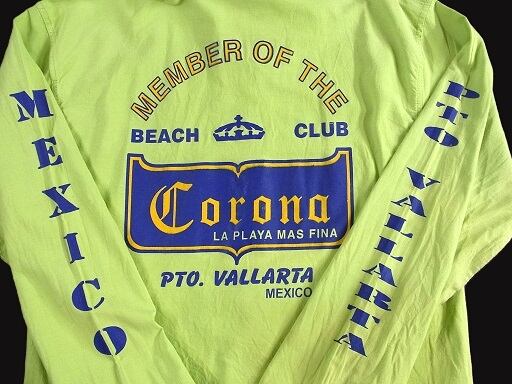 MEMBER OF THE
BEACH CLUB
Corona
LA PLAYA MAS FINA
PTO. VALLARTA
MEXICO
MEXICO
PTO VALLARTA